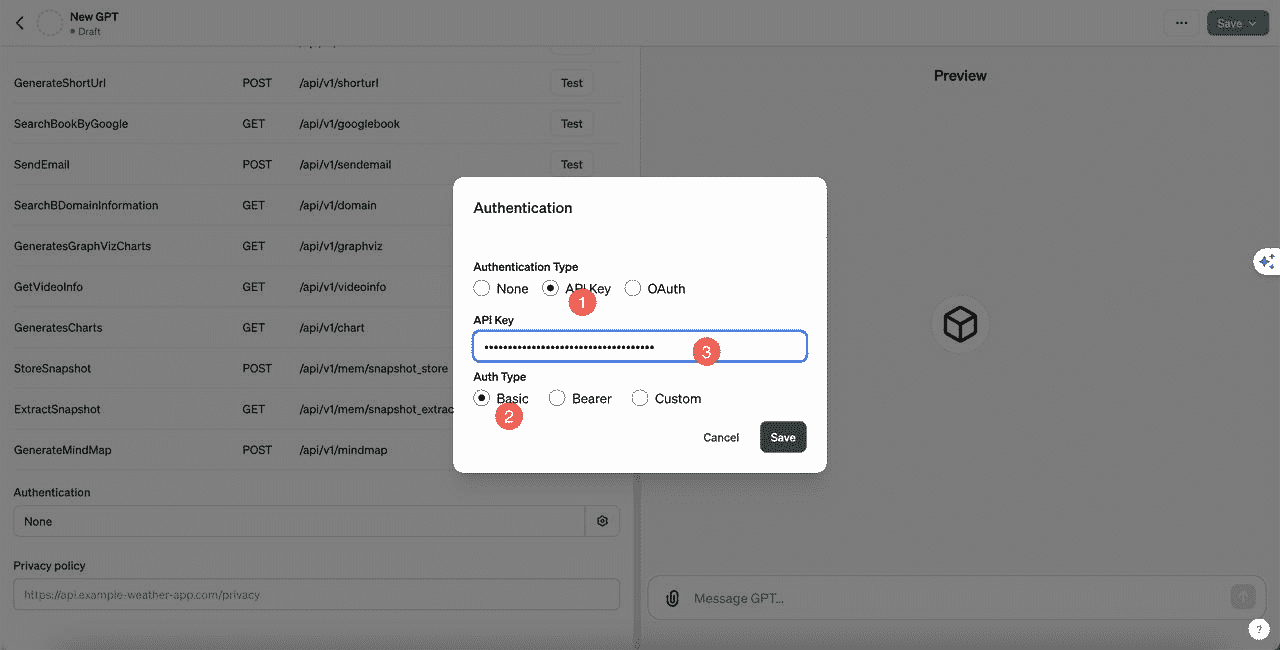 New GPT
Draft
Save
GenerateShortUrl POST /api/v1/shorturl Test
SearchBookByGoogle GET /api/v1/googlebook Test
SendEmail POST /api/v1/sendemail Test
SearchBDomainInformation GET /api/v1/domain
GeneratesGraphVizCharts GET /api/v1/graphviz
GetVideoInfo GET /api/v1/videoinfo
GeneratesCharts GET /api/v1/chart
StoreSnapshot POST /api/v1/mem/snapshot_store
ExtractSnapshot GET /api/v1/mem/snapshot_extrac
GenerateMindMap POST /api/v1/mindmap
Authentication
None
Privacy policy
https://api.example-weather-app.com/privacy
Authentication
Authentication Type
None API Key OAuth
1
API Key
••••••••••••••••••••••••••••••••••••
3
Auth Type
Basic Bearer Custom
2
Cancel Save
Preview
Message GPT...
?